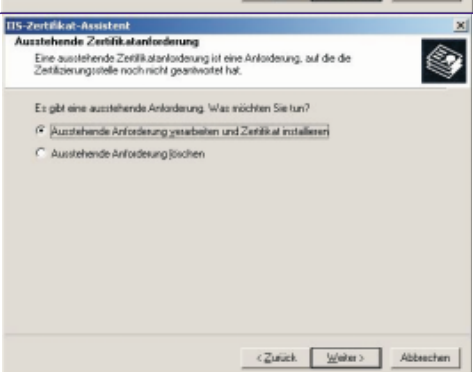 IIS-Zertifikat-Assistent
Ausstehende Zertifikatanforderung
Eine ausstehende Zertifikatanforderung ist eine Anforderung, auf die die
Zertifizierungsstelle noch nicht geantwortet hat.
Es gibt eine ausstehende Anforderung. Was möchten Sie tun?
Ausstehende Anforderung verarbeiten und Zertifikat installieren
Ausstehende Anforderung löschen
< Zurück Weiter > Abbrechen